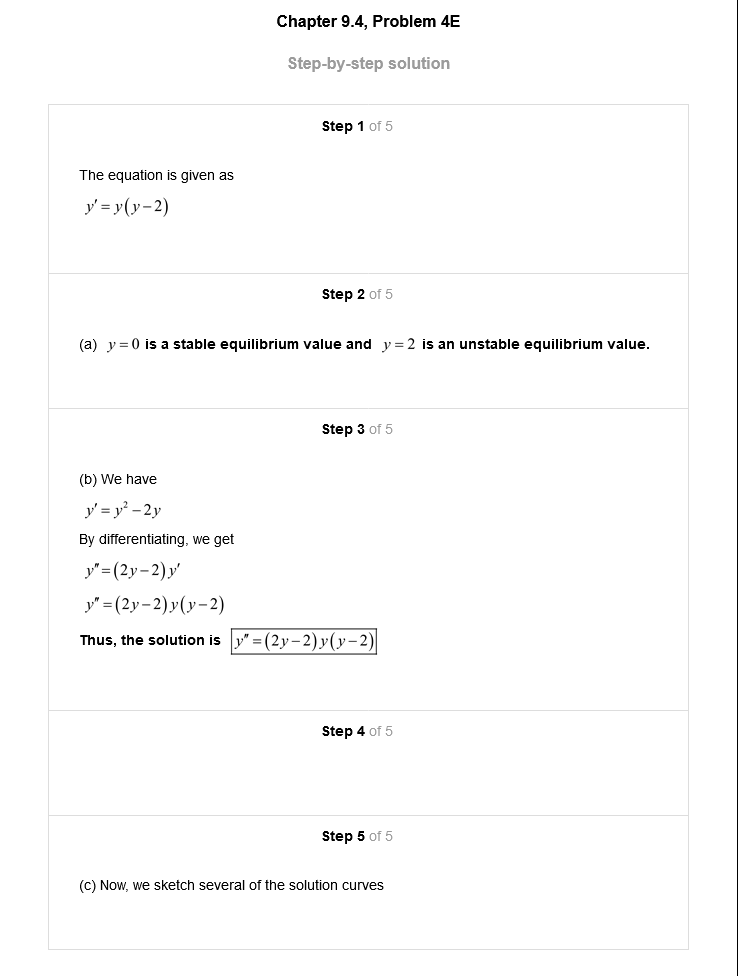 Chapter 9.4, Problem 4E
Step-by-step solution
Step 1 of 5
The equation is given as
y′ = y(y−2)
Step 2 of 5
(a) y = 0 is a stable equilibrium value and y = 2 is an unstable equilibrium value.
Step 3 of 5
(b) We have
y′ = y² − 2y
By differentiating, we get
y″ = (2y−2)y′
y″ = (2y−2)y(y−2)
Thus, the solution is y″ = (2y−2)y(y−2)
Step 4 of 5
Step 5 of 5
(c) Now, we sketch several of the solution curves